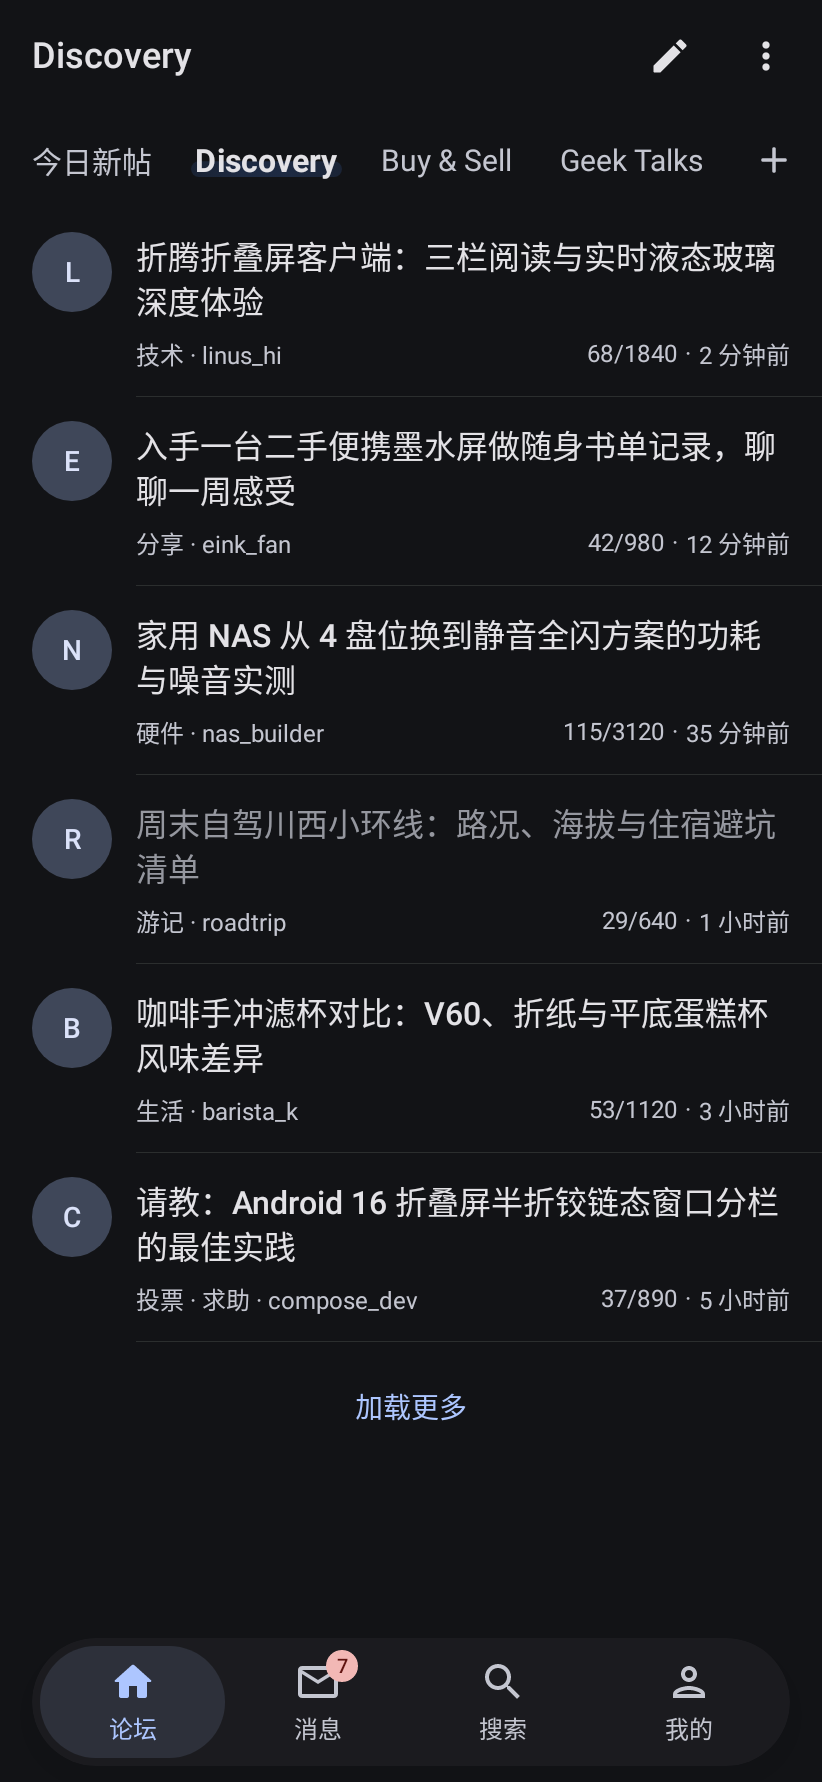 Discovery
今日新帖 Discovery Buy & Sell Geek Talks +
L
折腾折叠屏客户端：三栏阅读与实时液态玻璃
深度体验
技术 · linus_hi 68/1840 · 2 分钟前
E
入手一台二手便携墨水屏做随身书单记录，聊
聊一周感受
分享 · eink_fan 42/980 · 12 分钟前
N
家用 NAS 从 4 盘位换到静音全闪方案的功耗
与噪音实测
硬件 · nas_builder 115/3120 · 35 分钟前
R
周末自驾川西小环线：路况、海拔与住宿避坑
清单
游记 · roadtrip 29/640 · 1 小时前
B
咖啡手冲滤杯对比：V60、折纸与平底蛋糕杯
风味差异
生活 · barista_k 53/1120 · 3 小时前
C
请教：Android 16 折叠屏半折铰链态窗口分栏
的最佳实践
投票 · 求助 · compose_dev 37/890 · 5 小时前
加载更多
7
论坛 消息 搜索 我的